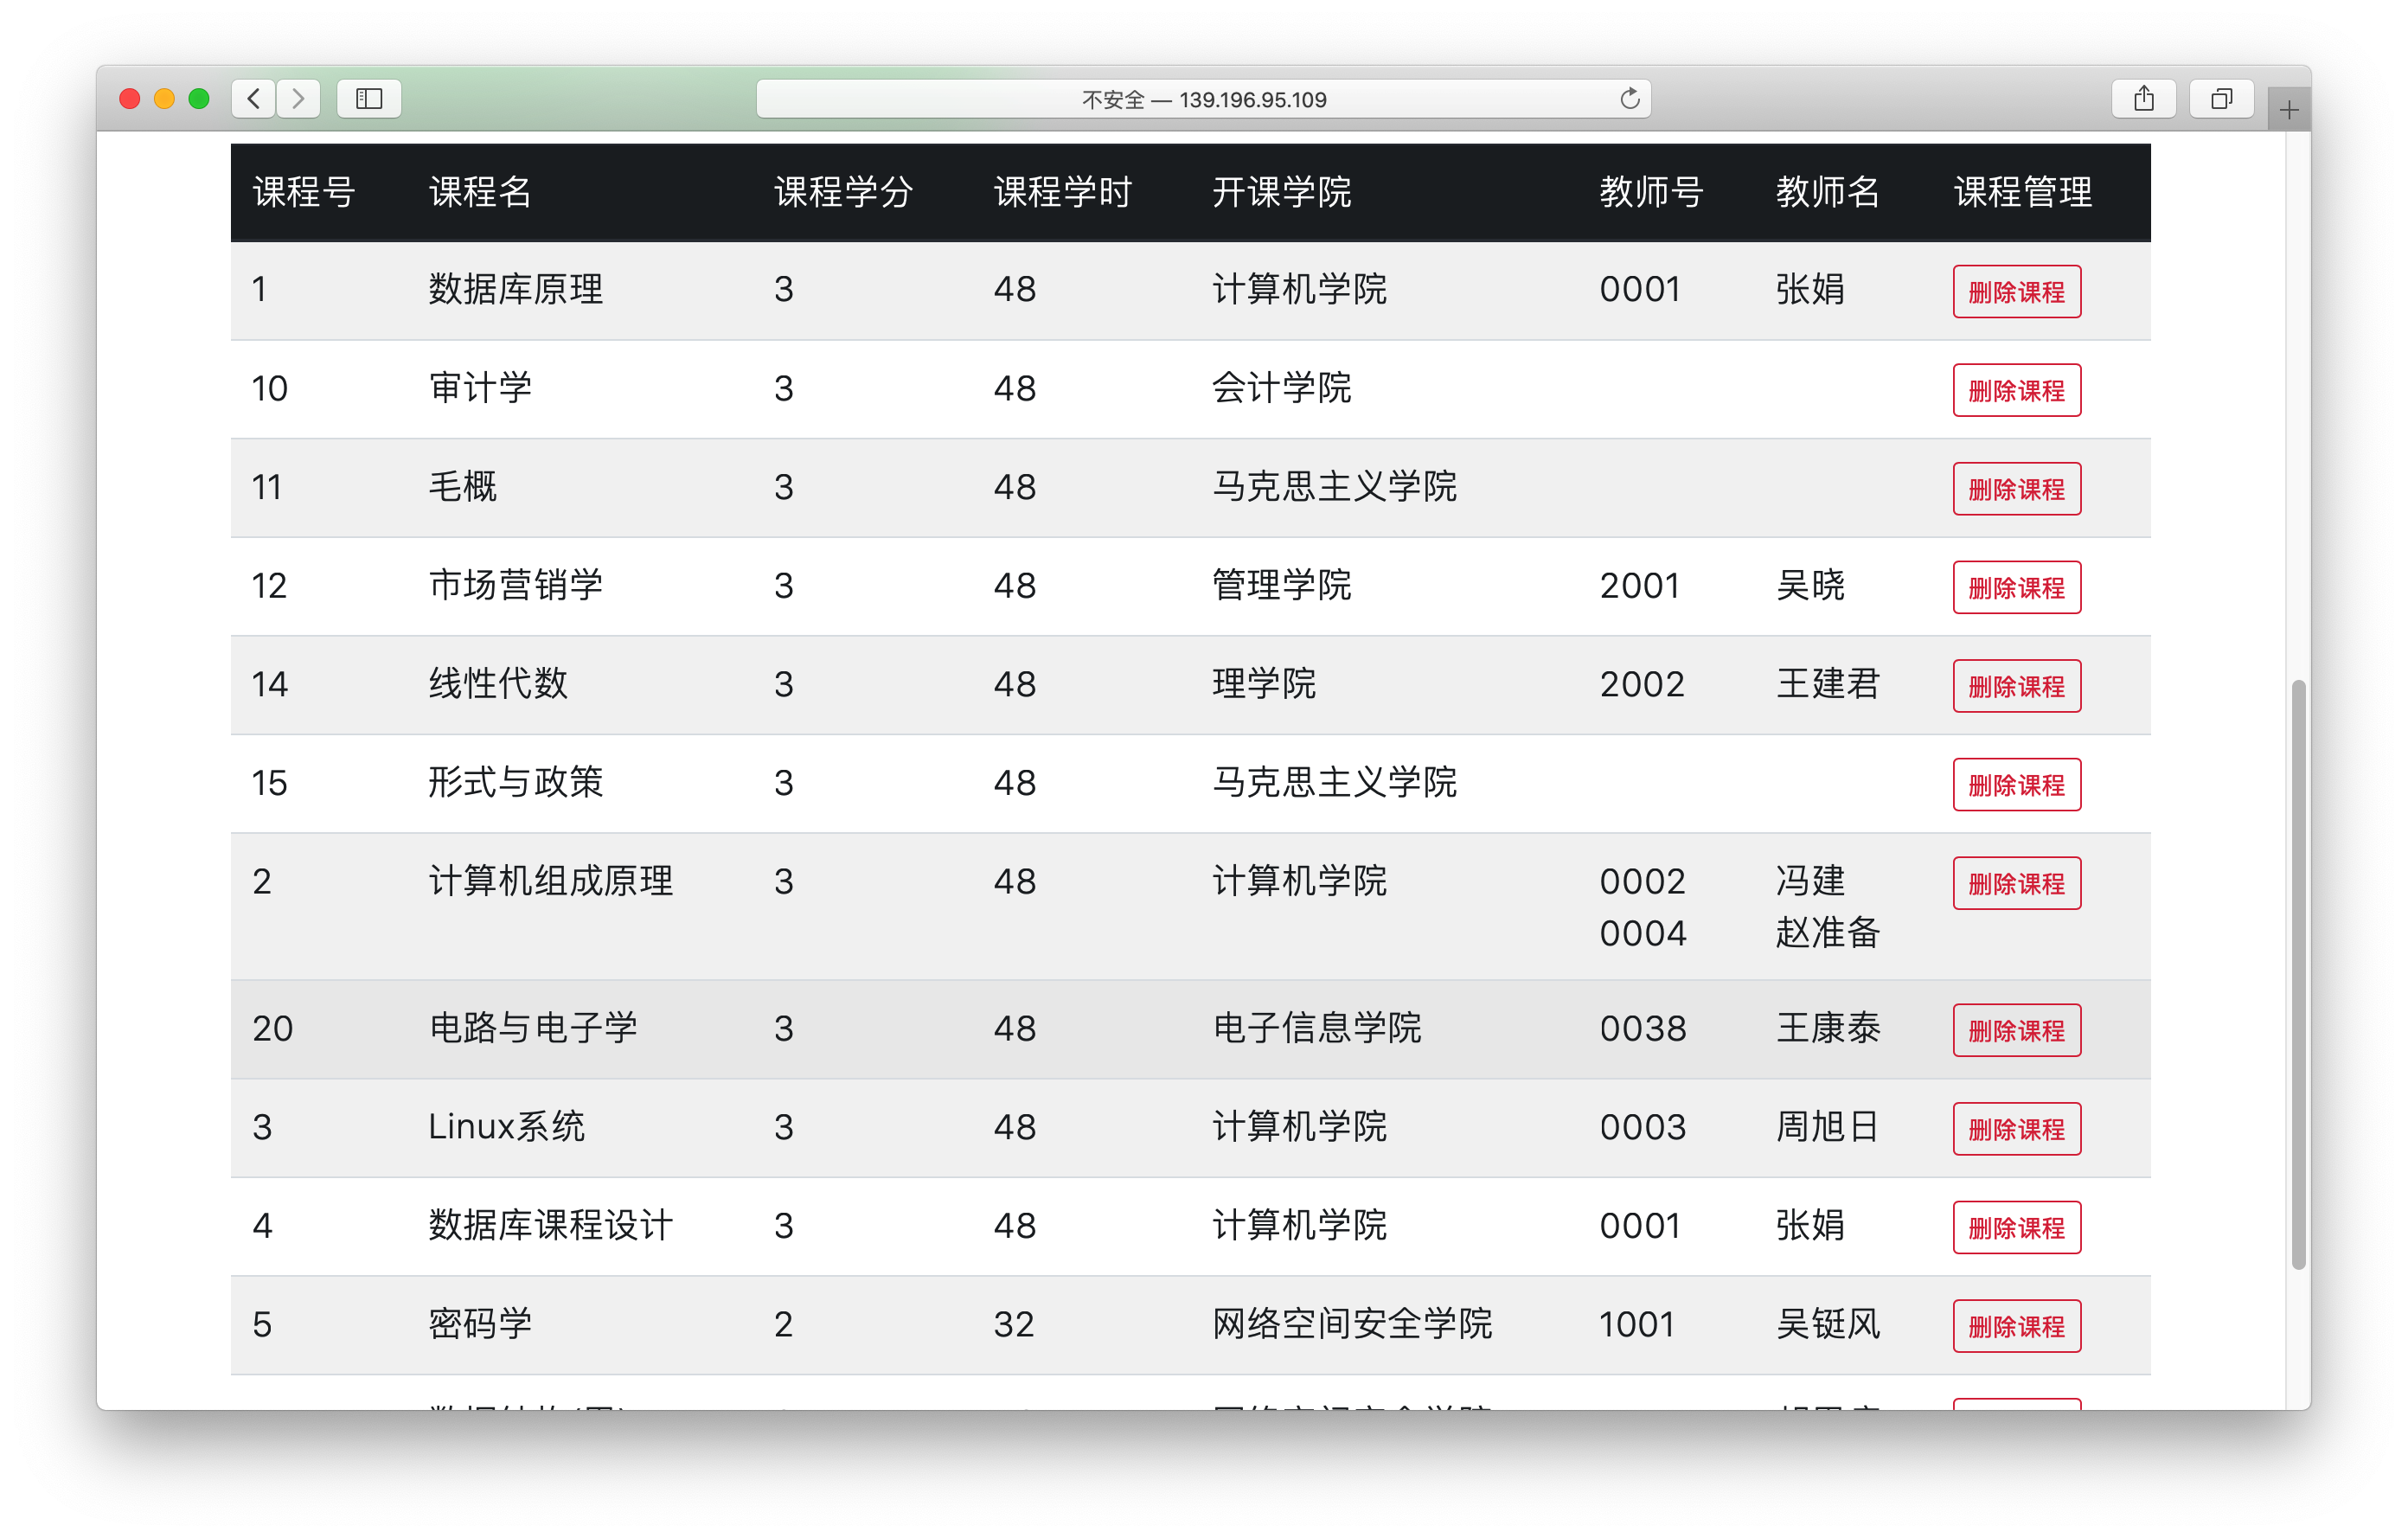 不安全 — 139.196.95.109
课程号 课程名 课程学分 课程学时 开课学院 教师号 教师名 课程管理
1 数据库原理 3 48 计算机学院 0001 张娟 删除课程
10 审计学 3 48 会计学院 删除课程
11 毛概 3 48 马克思主义学院 删除课程
12 市场营销学 3 48 管理学院 2001 吴晓 删除课程
14 线性代数 3 48 理学院 2002 王建君 删除课程
15 形式与政策 3 48 马克思主义学院 删除课程
2 计算机组成原理 3 48 计算机学院 0002 冯建 删除课程
0004 赵准备
20 电路与电子学 3 48 电子信息学院 0038 王康泰 删除课程
3 Linux系统 3 48 计算机学院 0003 周旭日 删除课程
4 数据库课程设计 3 48 计算机学院 0001 张娟 删除课程
5 密码学 2 32 网络空间安全学院 1001 吴铤风 删除课程